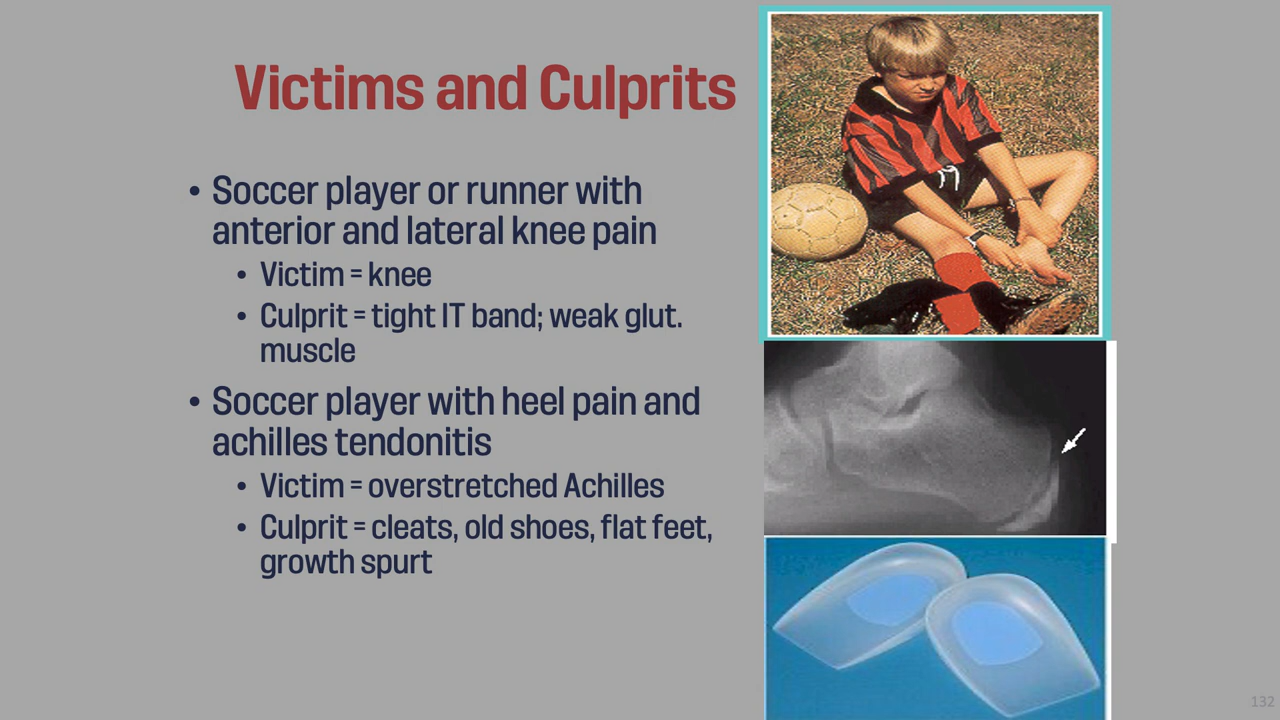 Victims and Culprits
• Soccer player or runner with
anterior and lateral knee pain
• Victim = knee
• Culprit = tight IT band; weak glut.
muscle
• Soccer player with heel pain and
achilles tendonitis
• Victim = overstretched Achilles
• Culprit = cleats, old shoes, flat feet,
growth spurt
132